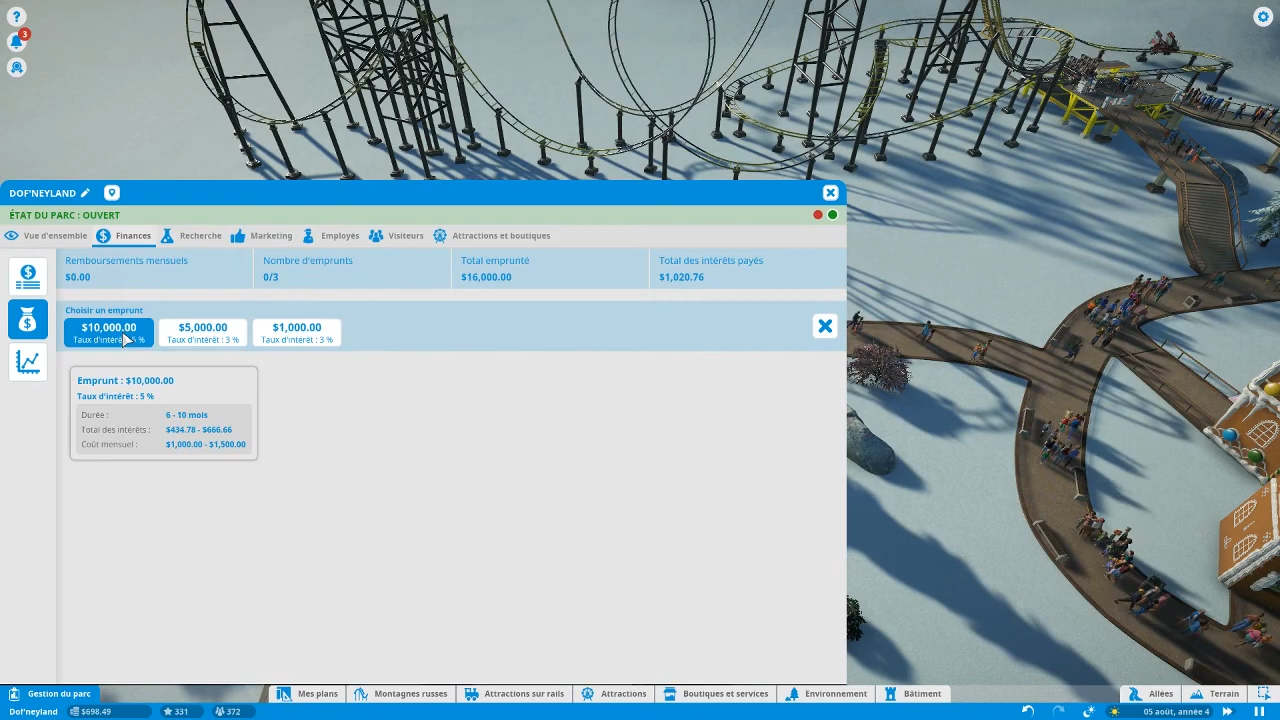 ?
3
DOF'NEYLAND
ÉTAT DU PARC : OUVERT
Vue d'ensemble Finances Recherche Marketing Employés Visiteurs Attractions et boutiques
Remboursements mensuels Nombre d'emprunts Total emprunté Total des intérêts payés
$0.00 0/3 $16,000.00 $1,020.76
Choisir un emprunt
$10,000.00 $5,000.00 $1,000.00
Taux d'intérêt %  Taux d'intérêt : 3 % Taux d'intérêt : 3 %
Emprunt : $10,000.00
Taux d'intérêt : 5 %
Durée : 6 - 10 mois
Total des intérêts : $434.78 - $666.66
Coût mensuel : $1,000.00 - $1,500.00
Gestion du parc Mes plans Montagnes russes Attractions sur rails Attractions Boutiques et services Environnement Bâtiment Allées Terrain
Dof'neyland $698.49 331 372 05 août, année 4